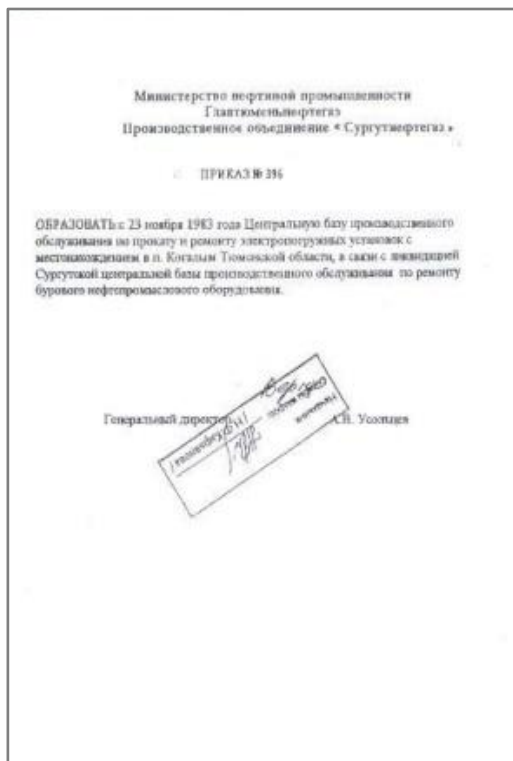 Министерство нефтяной промышленности
Главтюменьнефтегаз
Производственное объединение « Сургутнефтегаз »
ПРИКАЗ № 396
ОБРАЗОВАТЬ с 23 ноября 1983 года Центральную базу производственного
обслуживания по прокату и ремонту электропогружных установок с
местонахождением в п. Когалым Тюменской области, в связи с ликвидацией
Сургутской центральной базы производственного обслуживания по ремонту
бурового нефтепромыслового оборудования.
Генеральный директор
Начальник